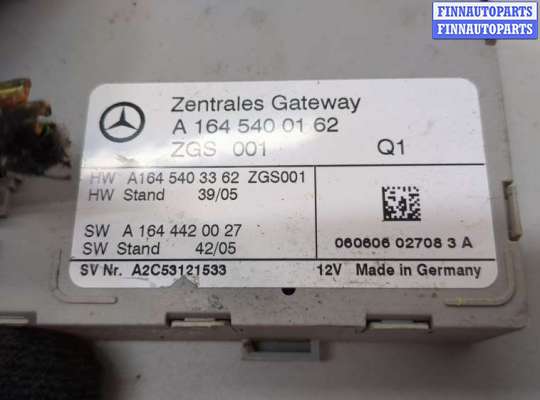 FINNAUTOPARTS
FINNAUTOPARTS
Zentrales Gateway
A 164 540 01 62
ZGS 001 Q1
HW A164 540 33 62 ZGS001
HW Stand 39/05
SW A 164 442 00 27
SW Stand 42/05
060606 02708 3 A
SV Nr. A2C53121533 12V Made in Germany